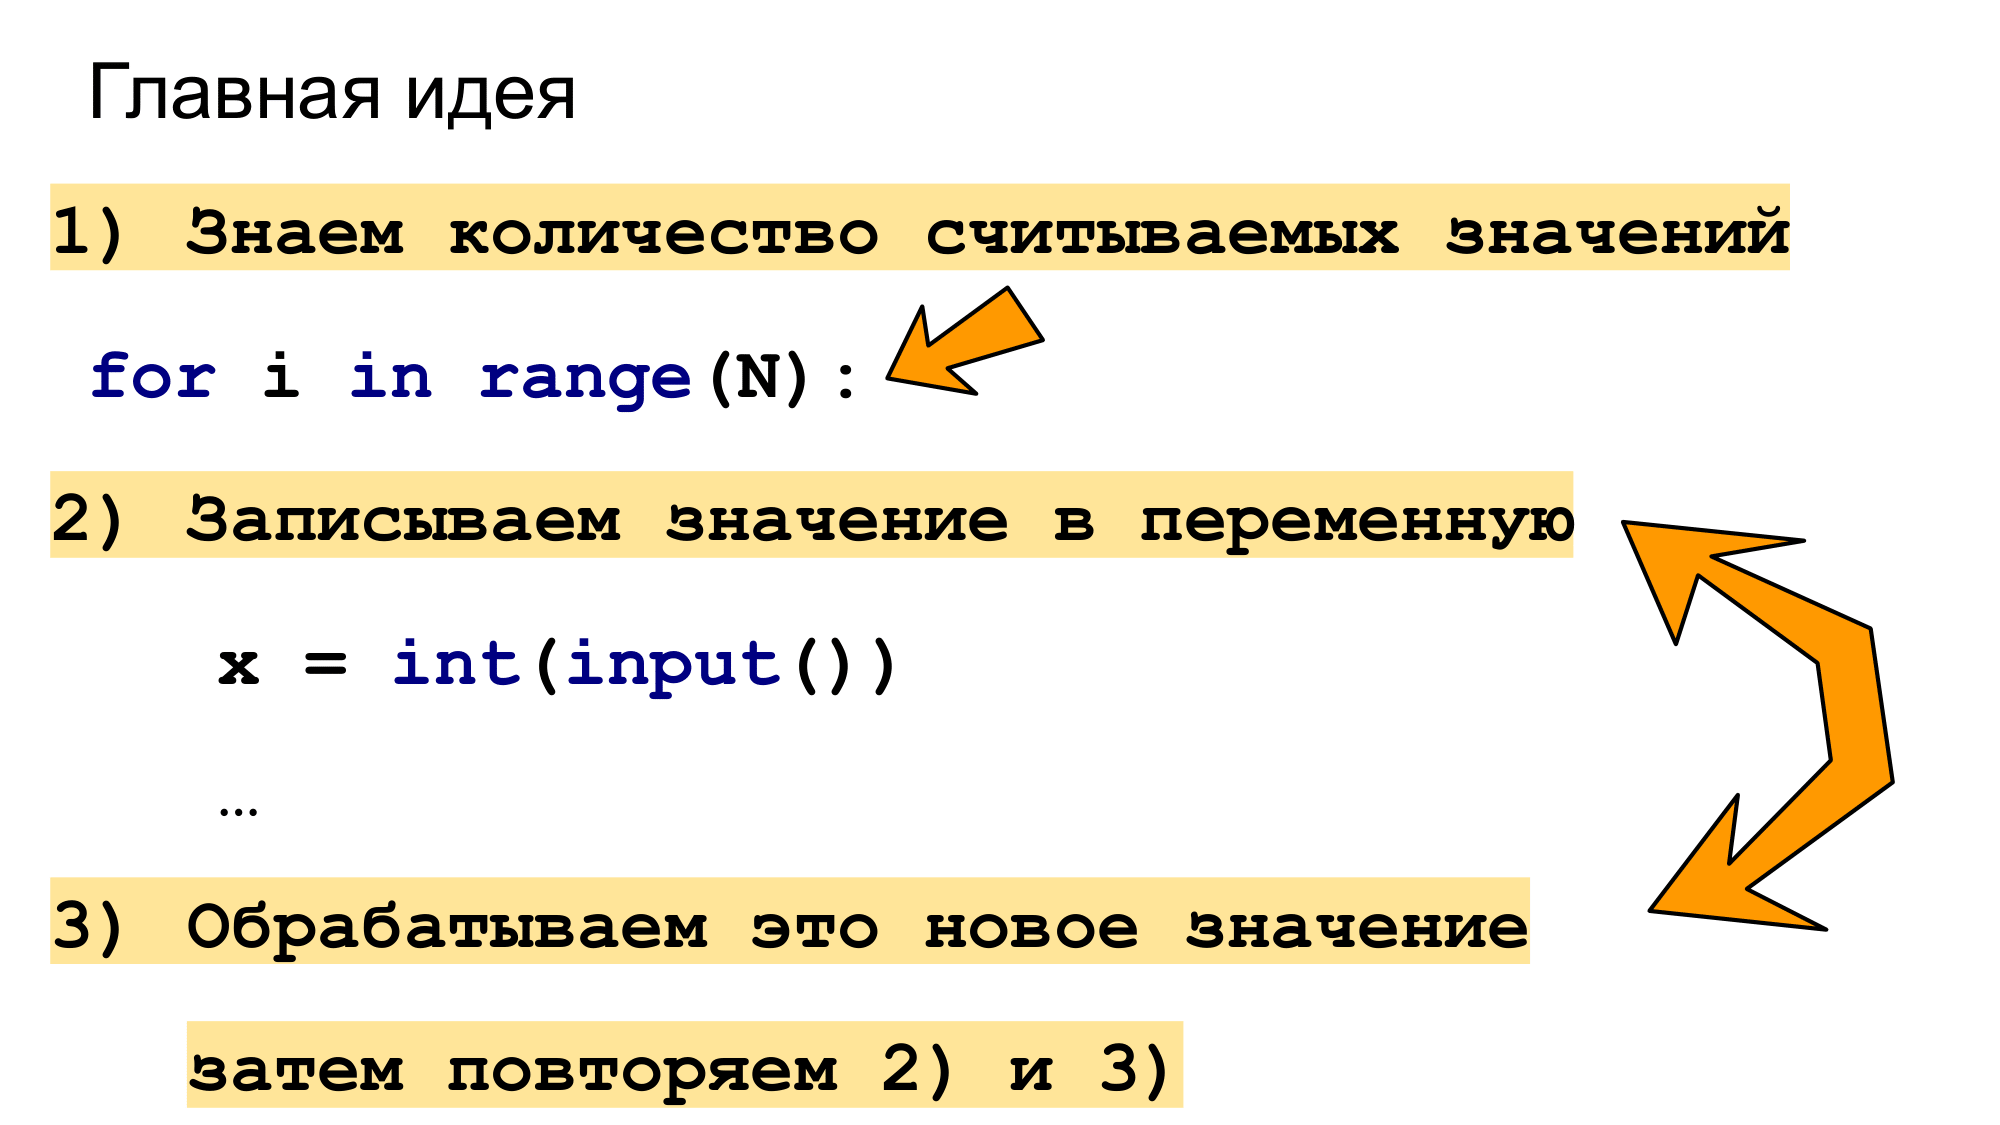 Главная идея
1) Знаем количество считываемых значений
for i in range(N):
2) Записываем значение в переменную
x = int(input())
…
3) Обрабатываем это новое значение
затем повторяем 2) и 3)